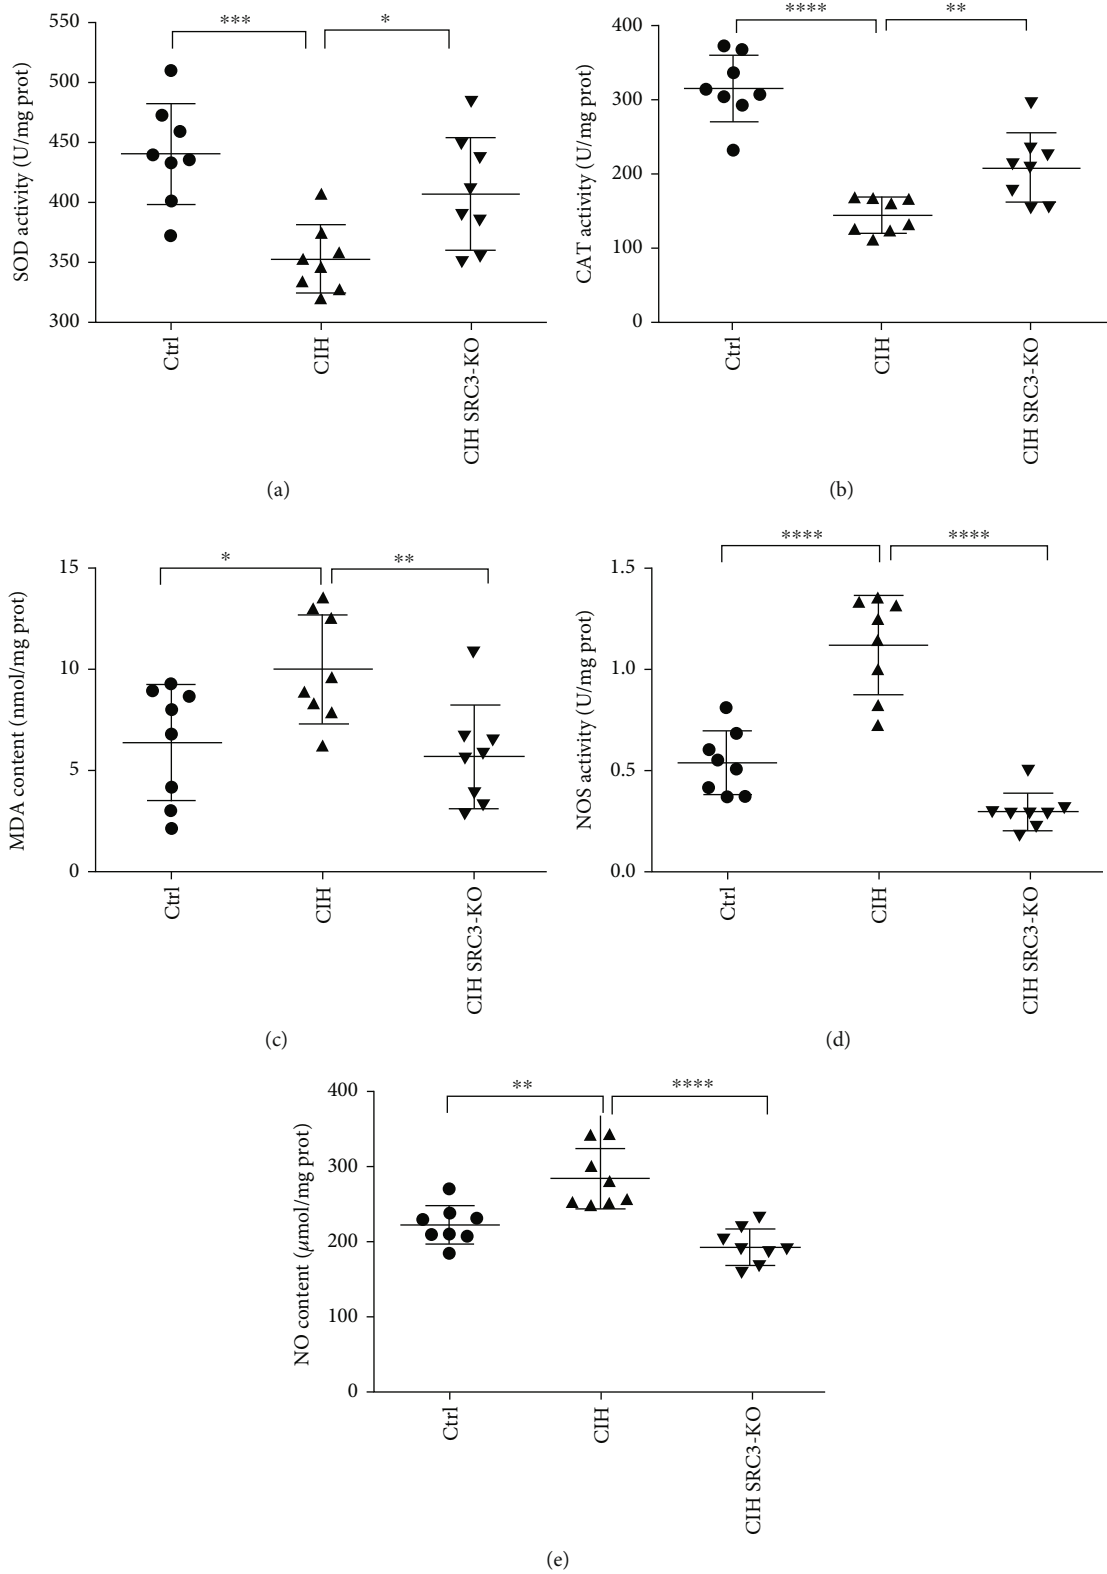 ***
*
SOD activity (U/mg prot)
550
500
450
400
350
300
Ctrl
CIH
CIH SRC3-KO
(a)
****
**
CAT activity (U/mg prot)
400
300
200
100
0
Ctrl
CIH
CIH SRC3-KO
(b)
*
**
MDA content (nmol/mg prot)
15
10
5
0
Ctrl
CIH
CIH SRC3-KO
(c)
****
****
NOS activity (U/mg prot)
1.5
1.0
0.5
0.0
Ctrl
CIH
CIH SRC3-KO
(d)
**
****
NO content (μmol/mg prot)
400
300
200
100
0
Ctrl
CIH
CIH SRC3-KO
(e)